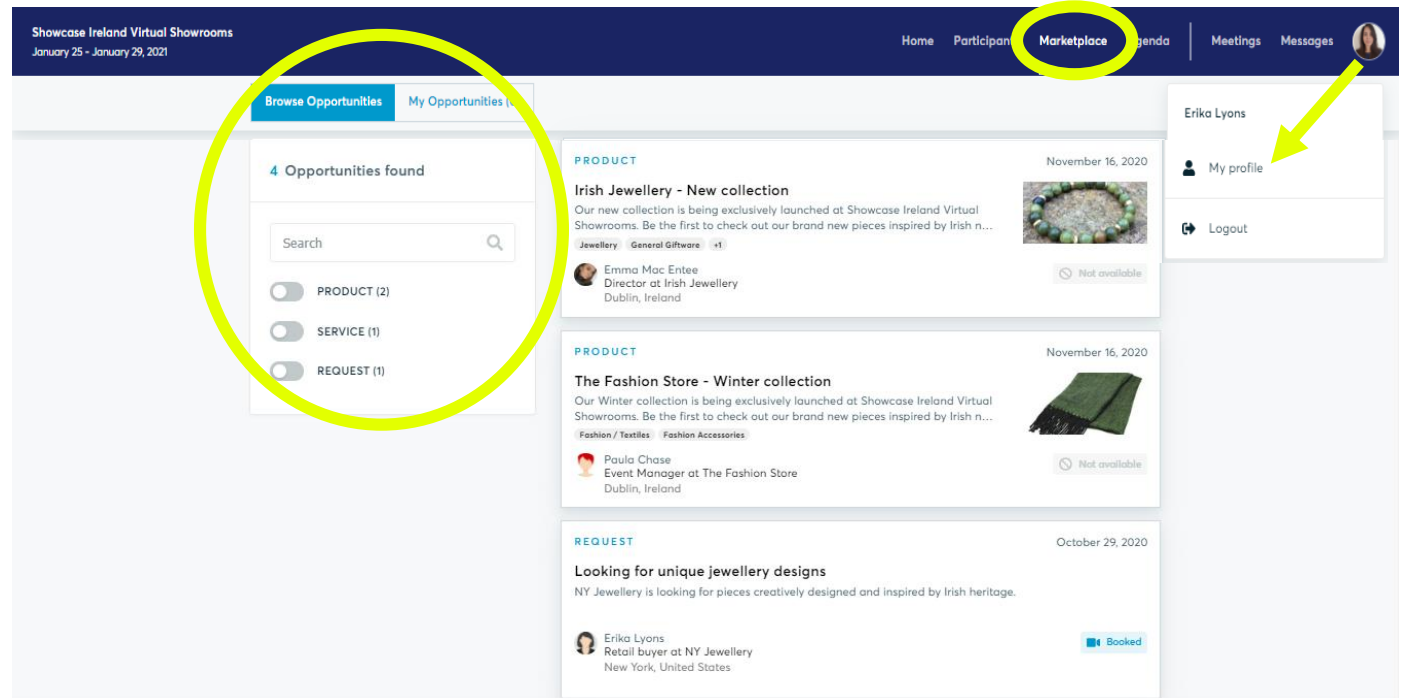 Showcase Ireland Virtual Showrooms
January 25 - January 29, 2021
Home Participan Marketplace genda Meetings Messages
Browse Opportunities My Opportunities (
Erika Lyons
My profile
Logout
4 Opportunities found
Search
PRODUCT (2)
SERVICE (1)
REQUEST (1)
PRODUCT November 16, 2020
Irish Jewellery - New collection
Our new collection is being exclusively launched at Showcase Ireland Virtual
Showrooms. Be the first to check out our brand new pieces inspired by Irish n...
Jewellery General Giftware +1
Emma Mac Entee
Director at Irish Jewellery
Dublin, Ireland
Not available
PRODUCT November 16, 2020
The Fashion Store - Winter collection
Our Winter collection is being exclusively launched at Showcase Ireland Virtual
Showrooms. Be the first to check out our brand new pieces inspired by Irish n...
Fashion / Textiles Fashion Accessories
Paula Chase
Event Manager at The Fashion Store
Dublin, Ireland
Not available
REQUEST October 29, 2020
Looking for unique jewellery designs
NY Jewellery is looking for pieces creatively designed and inspired by Irish heritage.
Erika Lyons
Retail buyer at NY Jewellery
New York, United States
Booked